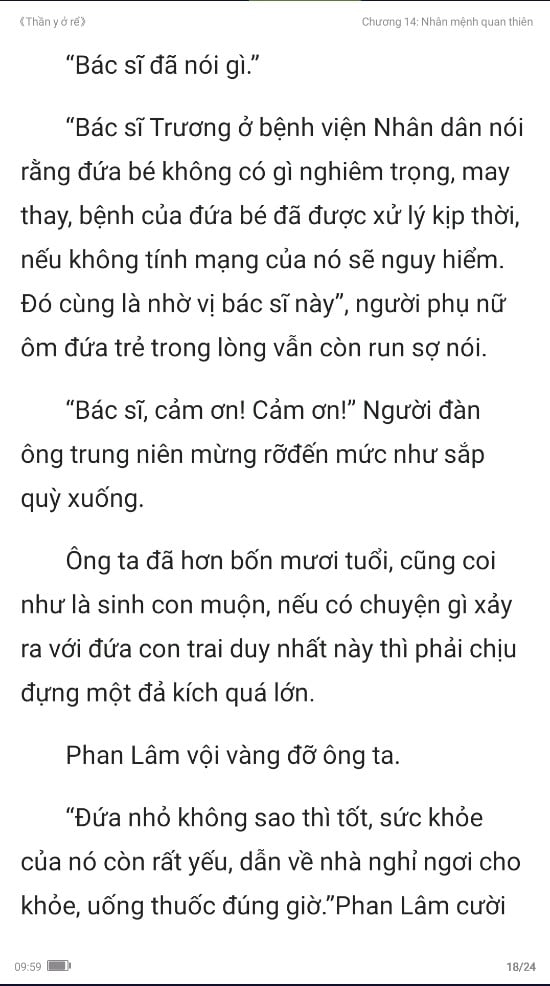 《Thần y ở rể》
Chương 14: Nhân mệnh quan thiên
“Bác sĩ đã nói gì.”
“Bác sĩ Trương ở bệnh viện Nhân dân nói
rằng đứa bé không có gì nghiêm trọng, may
thay, bệnh của đứa bé đã được xử lý kịp thời,
nếu không tính mạng của nó sẽ nguy hiểm.
Đó cùng là nhờ vị bác sĩ này”, người phụ nữ
ôm đứa trẻ trong lòng vẫn còn run sợ nói.
“Bác sĩ, cảm ơn! Cảm ơn!” Người đàn
ông trung niên mừng rỡđến mức như sắp
quỳ xuống.
Ông ta đã hơn bốn mươi tuổi, cũng coi
như là sinh con muộn, nếu có chuyện gì xảy
ra với đứa con trai duy nhất này thì phải chịu
đựng một đả kích quá lớn.
Phan Lâm vội vàng đỡ ông ta.
“Đứa nhỏ không sao thì tốt, sức khỏe
của nó còn rất yếu, dẫn về nhà nghỉ ngơi cho
khỏe, uống thuốc đúng giờ.”Phan Lâm cười
09:59
18/24